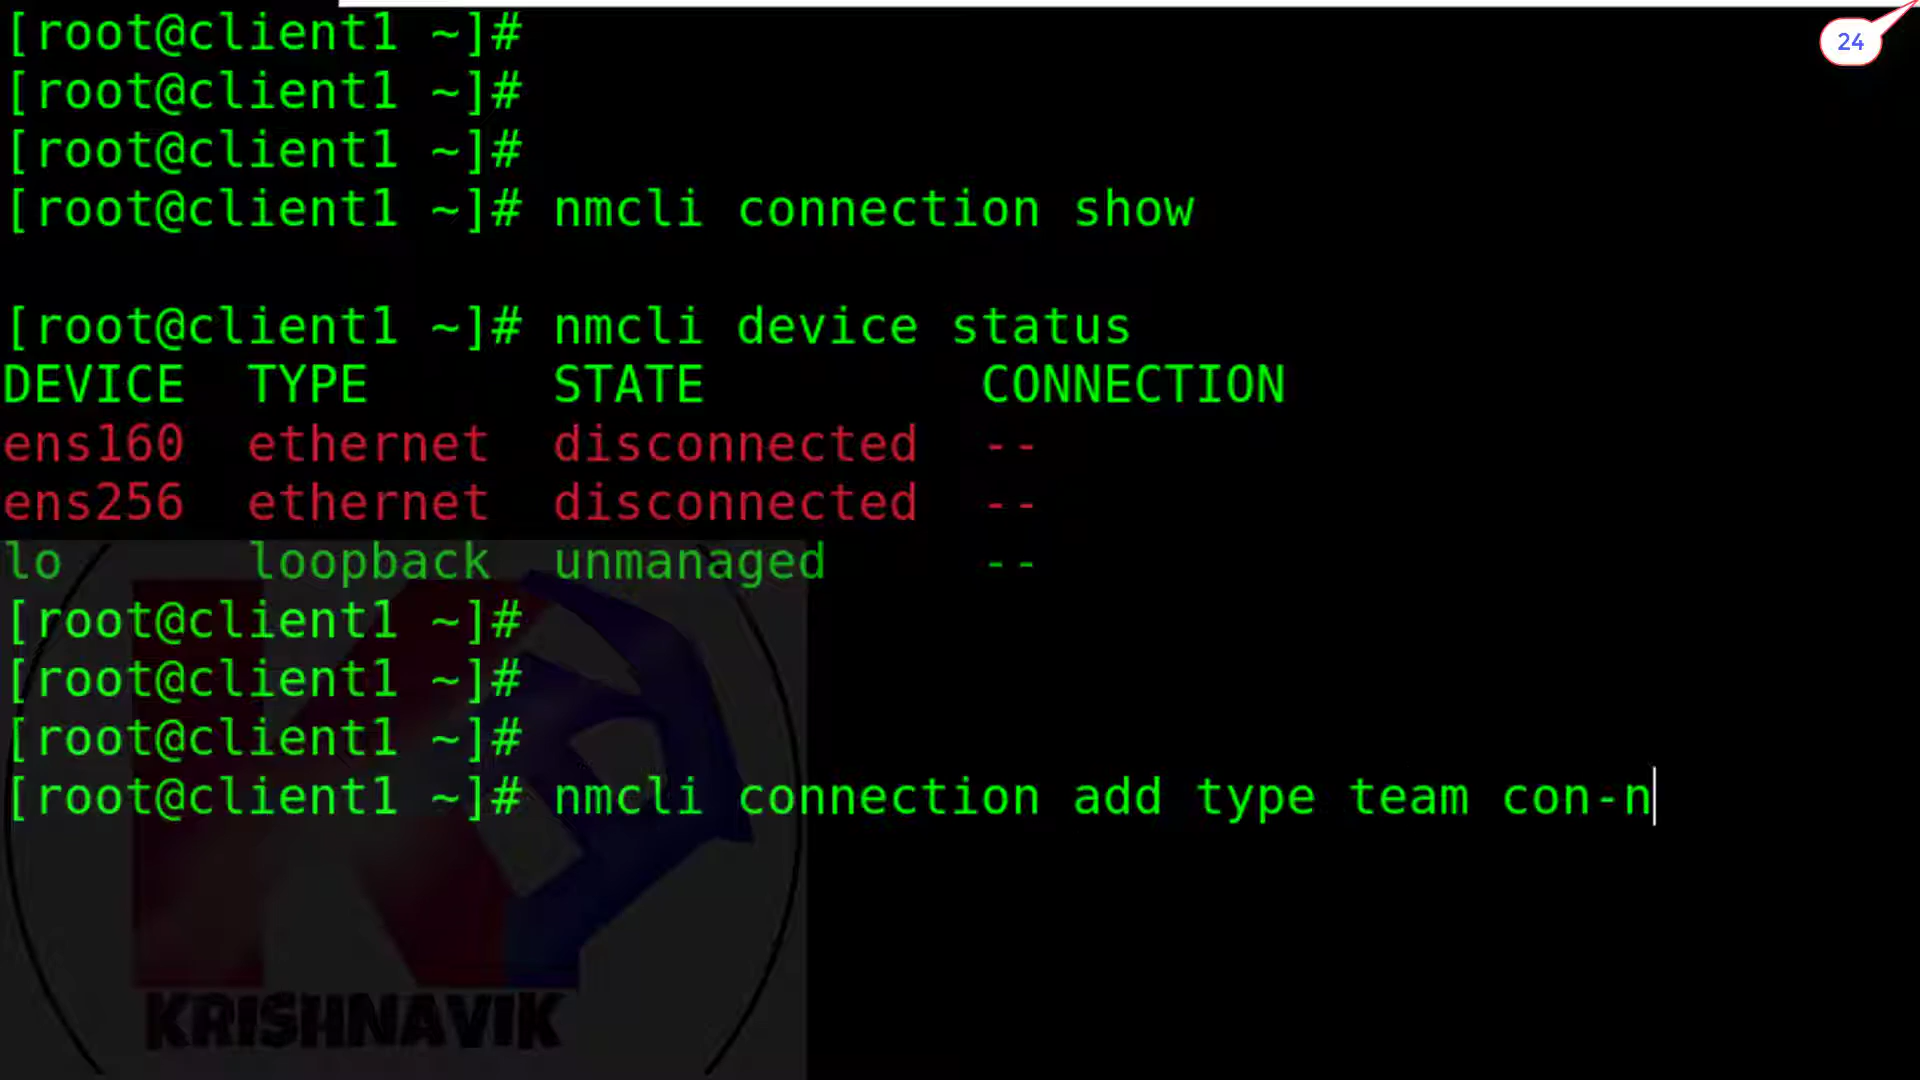 [root@client1 ~]#
24
[root@client1 ~]#
[root@client1 ~]#
[root@client1 ~]# nmcli connection show
[root@client1 ~]# nmcli device status
DEVICE  TYPE      STATE         CONNECTION
ens160  ethernet  disconnected  --
ens256  ethernet  disconnected  --
lo      loopback  unmanaged     --
[root@client1 ~]#
[root@client1 ~]#
[root@client1 ~]#
[root@client1 ~]# nmcli connection add type team con-n
KRISHNAVIK